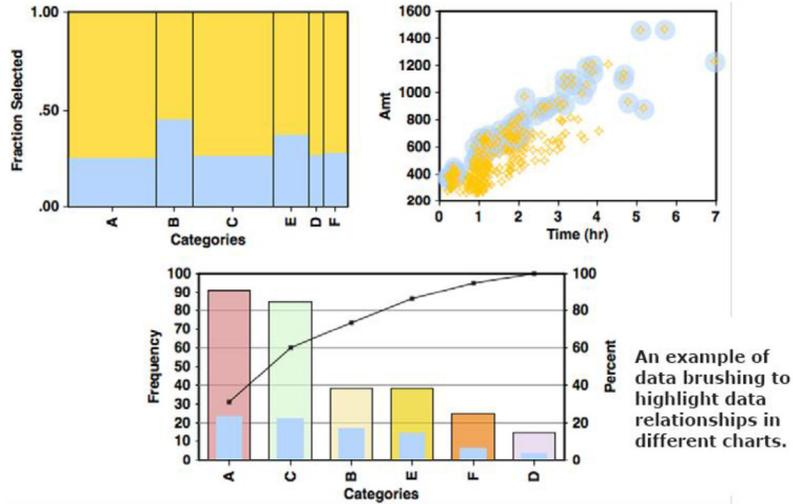 1.00
.50
.00
Fraction Selected
A B C E D F
Categories
1600
1400
1200
1000
800
600
400
200
Amt
0 1 2 3 4 5 6 7
Time (hr)
100
90
80
70
60
50
40
30
20
10
0
Frequency
100
80
60
40
20
0
Percent
A C B E F D
Categories
An example of
data brushing to
highlight data
relationships in
different charts.